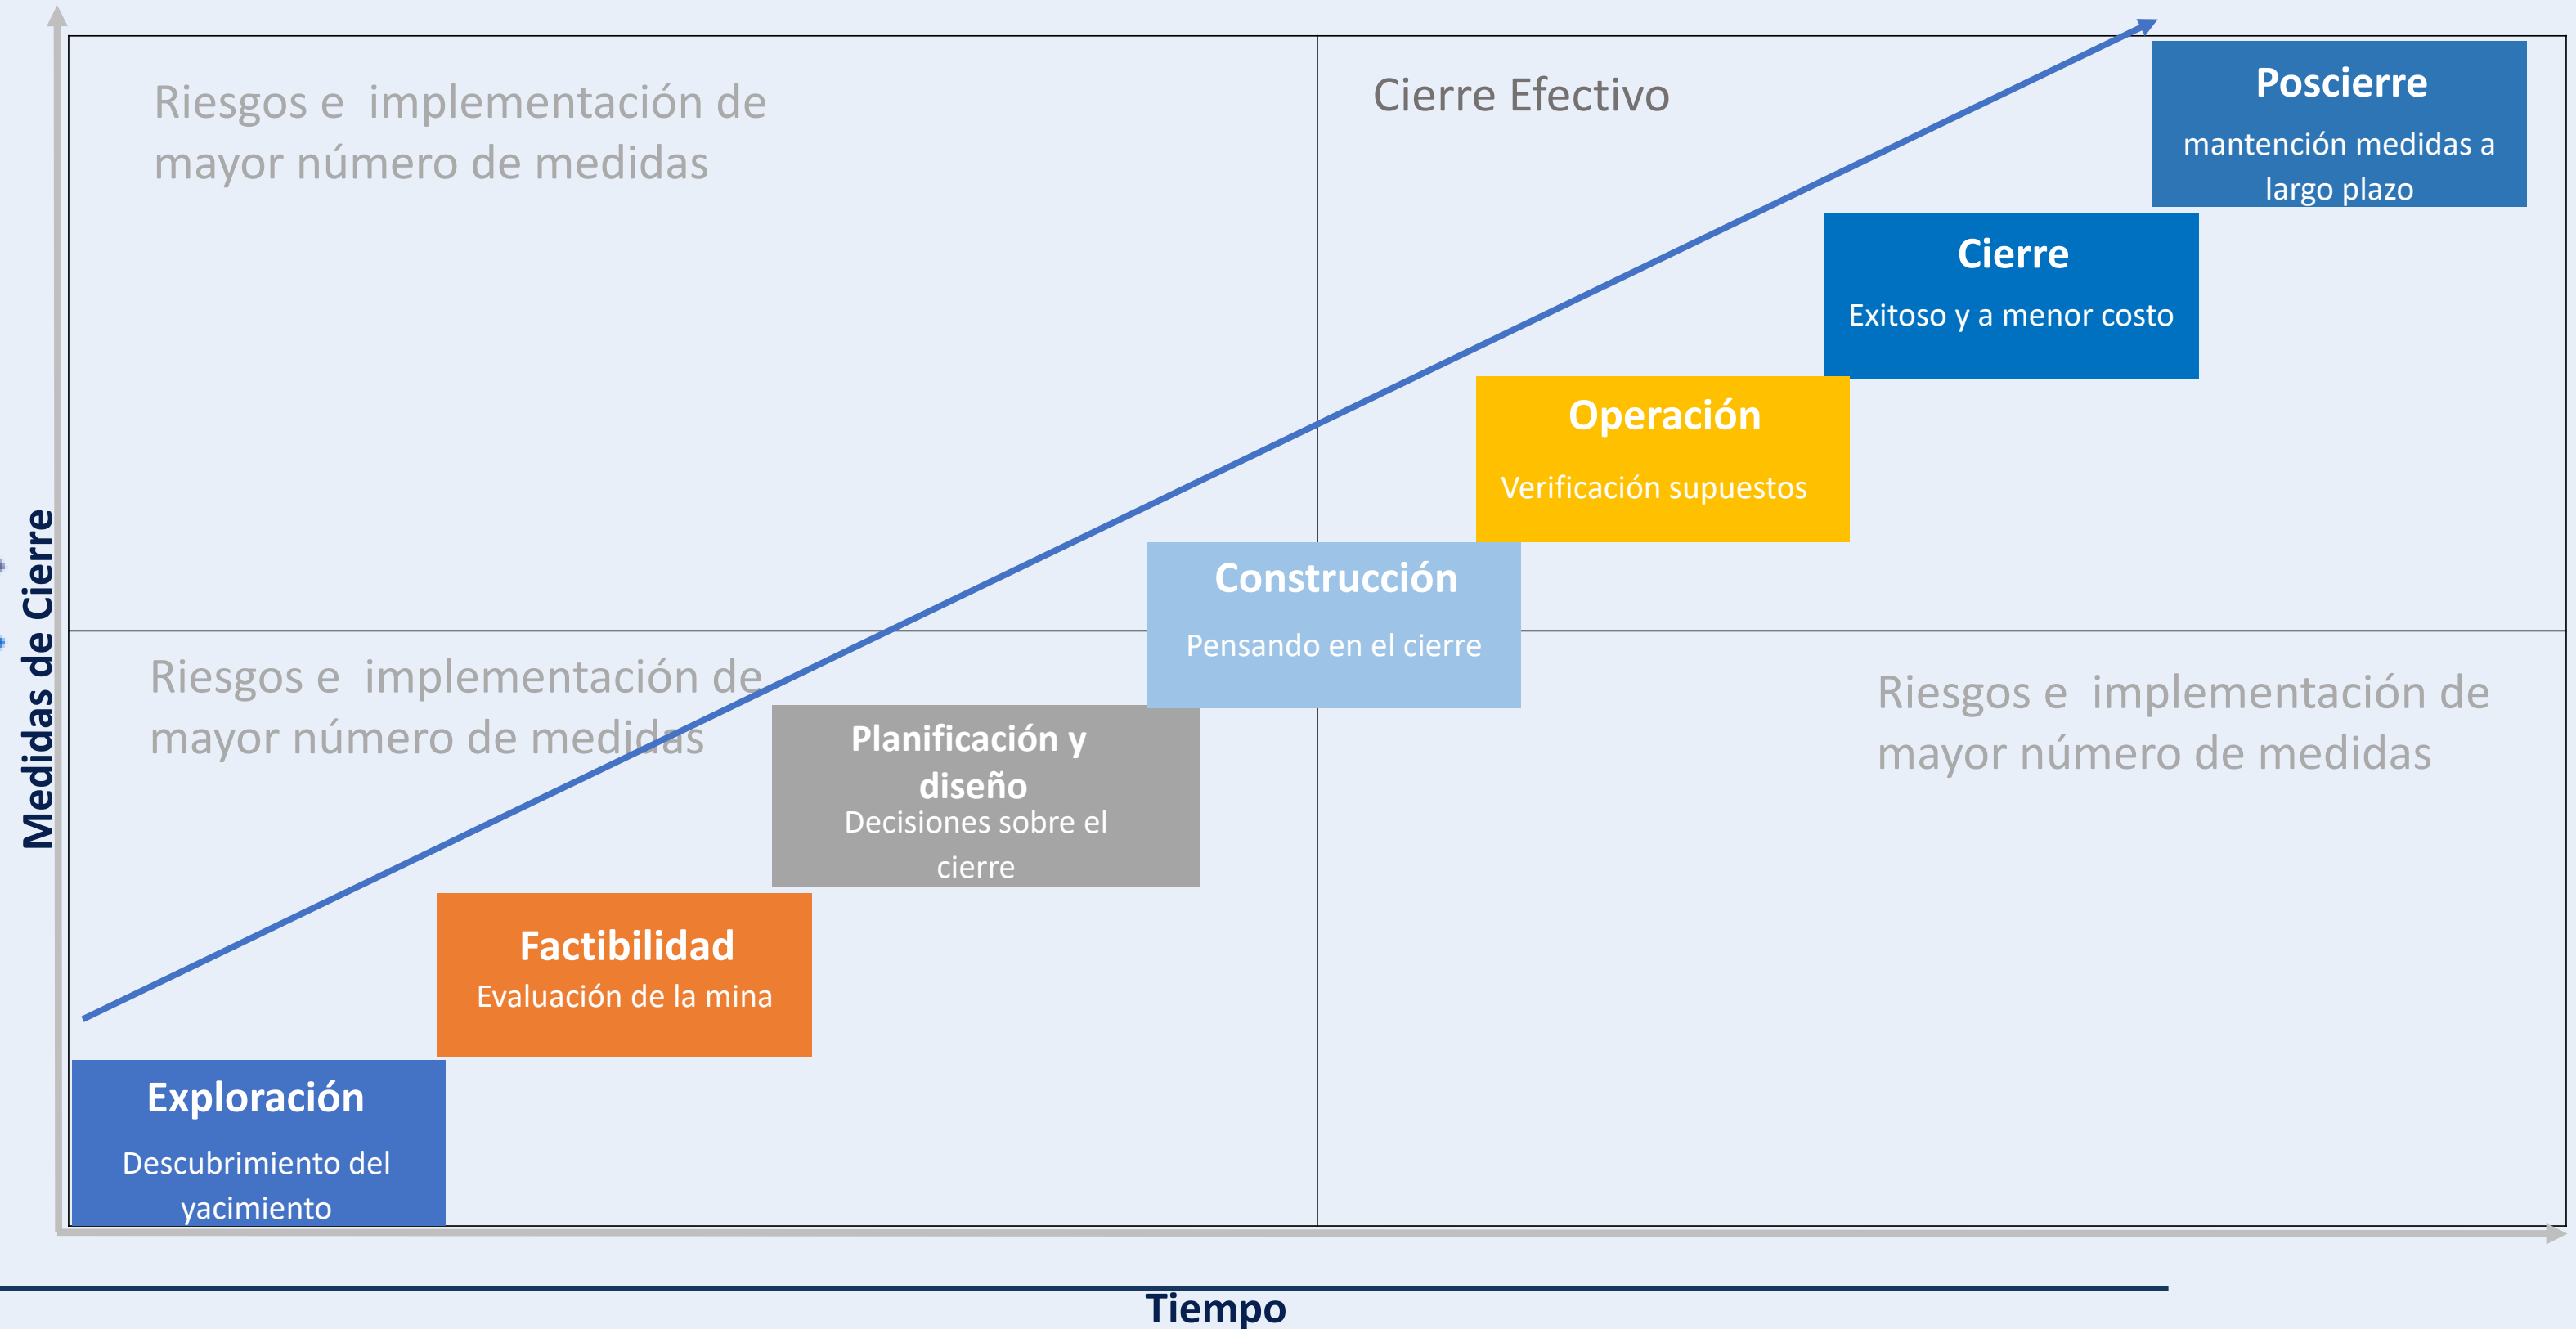 Riesgos e  implementación de
mayor número de medidas
Cierre Efectivo
Poscierre
mantención medidas a
largo plazo
Cierre
Exitoso y a menor costo
Operación
Verificación supuestos
Construcción
Pensando en el cierre
Medidas de Cierre
Riesgos e  implementación de
mayor número de medidas
Riesgos e  implementación de
mayor número de medidas
Planificación y
diseño
Decisiones sobre el
cierre
Factibilidad
Evaluación de la mina
Exploración
Descubrimiento del
yacimiento
Tiempo